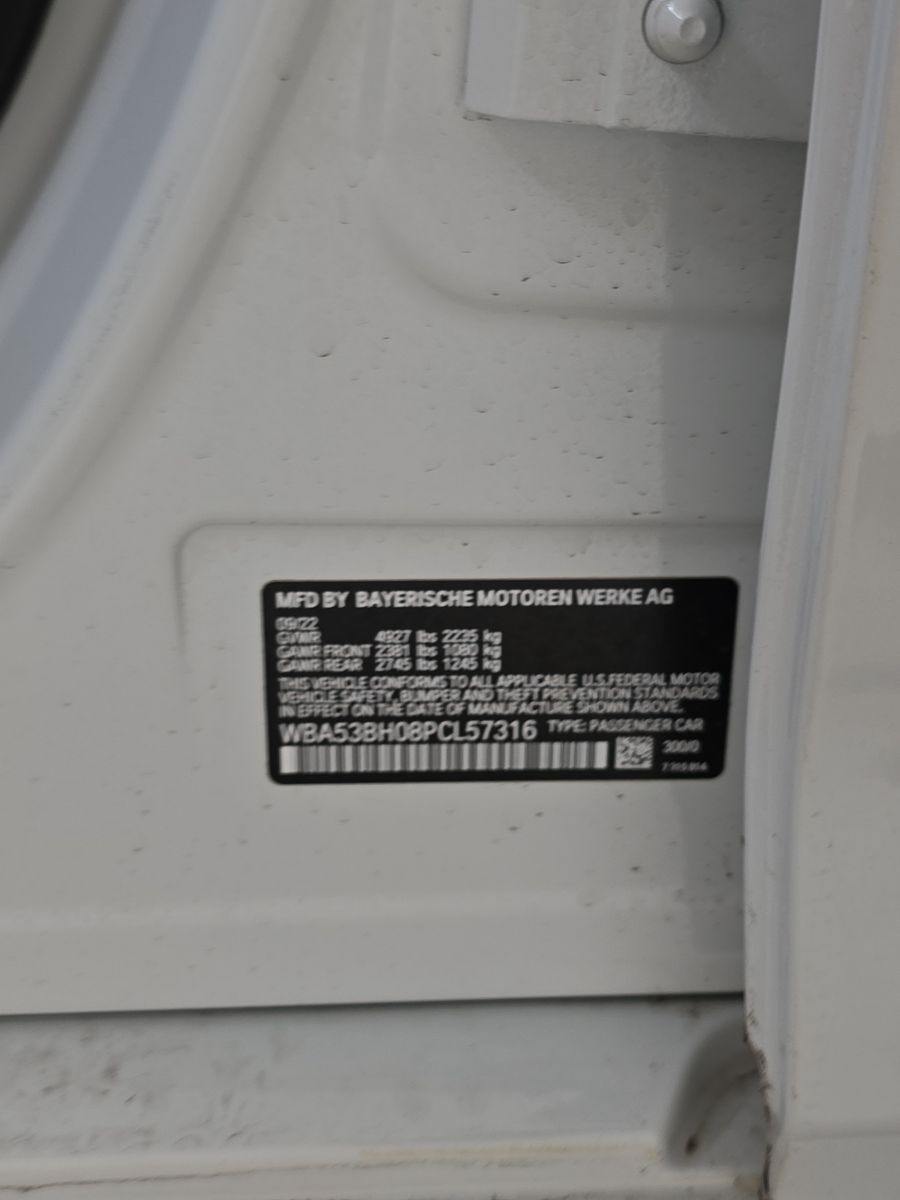 MFD BY BAYERISCHE MOTOREN WERKE AG
09/22
GVWR 4927 lbs 2235 kg
GAWR FRONT 2381 lbs 1080 kg
GAWR REAR 2745 lbs 1245 kg
THIS VEHICLE CONFORMS TO ALL APPLICABLE U.S.FEDERAL MOTOR
VEHICLE SAFETY, BUMPER AND THEFT PREVENTION STANDARDS
IN EFFECT ON THE DATE OF MANUFACTURE SHOWN ABOVE.
WBA53BH08PCL57316 TYPE: PASSENGER CAR
300/0